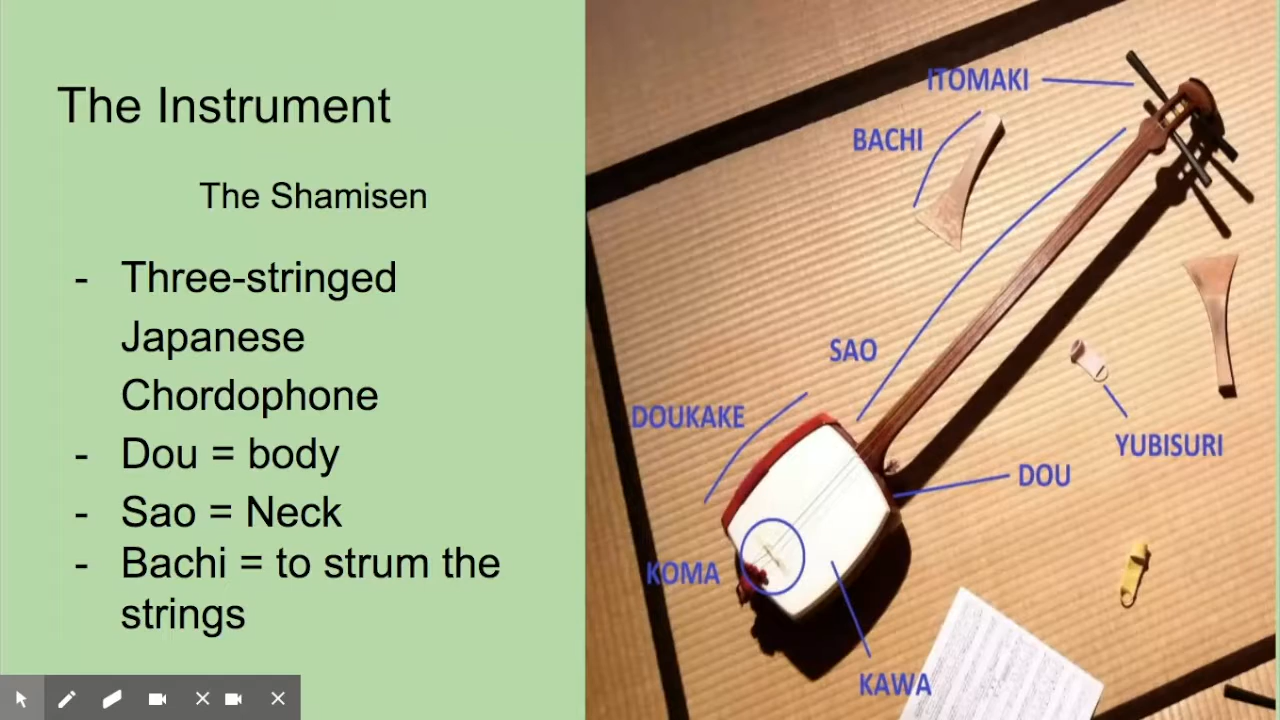 The Instrument
The Shamisen
- Three-stringed
Japanese
Chordophone
- Dou = body
- Sao = Neck
- Bachi = to strum the
strings
ITOMAKI
BACHI
SAO
DOUKAKE
YUBISURI
DOU
KOMA
KAWA